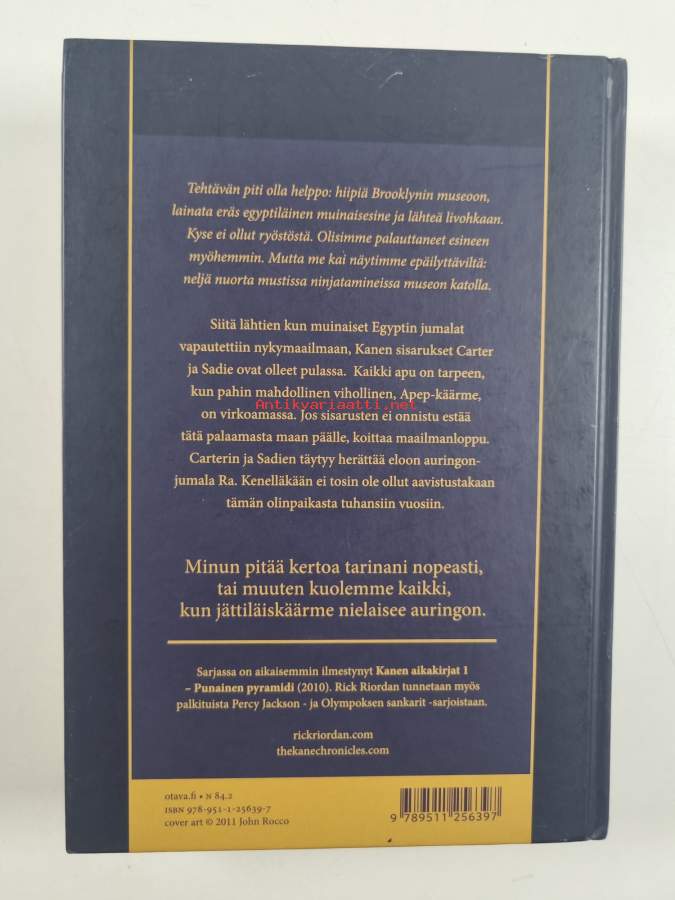 Tehtävän piti olla helppo: hiipiä Brooklynin museoon,
lainata eräs egyptiläinen muinaisesine ja lähteä livohkaan.
Kyse ei ollut ryöstöstä. Olisimme palauttaneet esineen
myöhemmin. Mutta me kai näytimme epäilyttäviltä:
neljä nuorta mustissa ninjatamineissa museon katolla.
Siitä lähtien kun muinaiset Egyptin jumalat
vapautettiin nykymaailmaan, Kanen sisarukset Carter
ja Sadie ovat olleet pulassa. Kaikki apu on tarpeen,
kun pahin mahdollinen vihollinen, Apep-käärme,
Antikvariaatti.net
on virkoamassa. Jos sisarusten ei onnistu estää
tätä palaamasta maan päälle, koittaa maailmanloppu.
Carterin ja Sadien täytyy herättää eloon auringon-
jumala Ra. Kenelläkään ei tosin ole ollut aavistustakaan
tämän olinpaikasta tuhansiin vuosiin.
Minun pitää kertoa tarinani nopeasti,
tai muuten kuolemme kaikki,
kun jättiläiskäärme nielaisee auringon.
Sarjassa on aikaisemmin ilmestynyt Kanen aikakirjat 1
– Punainen pyramidi (2010). Rick Riordan tunnetaan myös
palkituista Percy Jackson - ja Olympoksen sankarit -sarjoistaan.
rickriordan.com
thekanechronicles.com
otava.fi • N 84.2
ISBN 978-951-1-25639-7
cover art © 2011 John Rocco
9 789511 256397